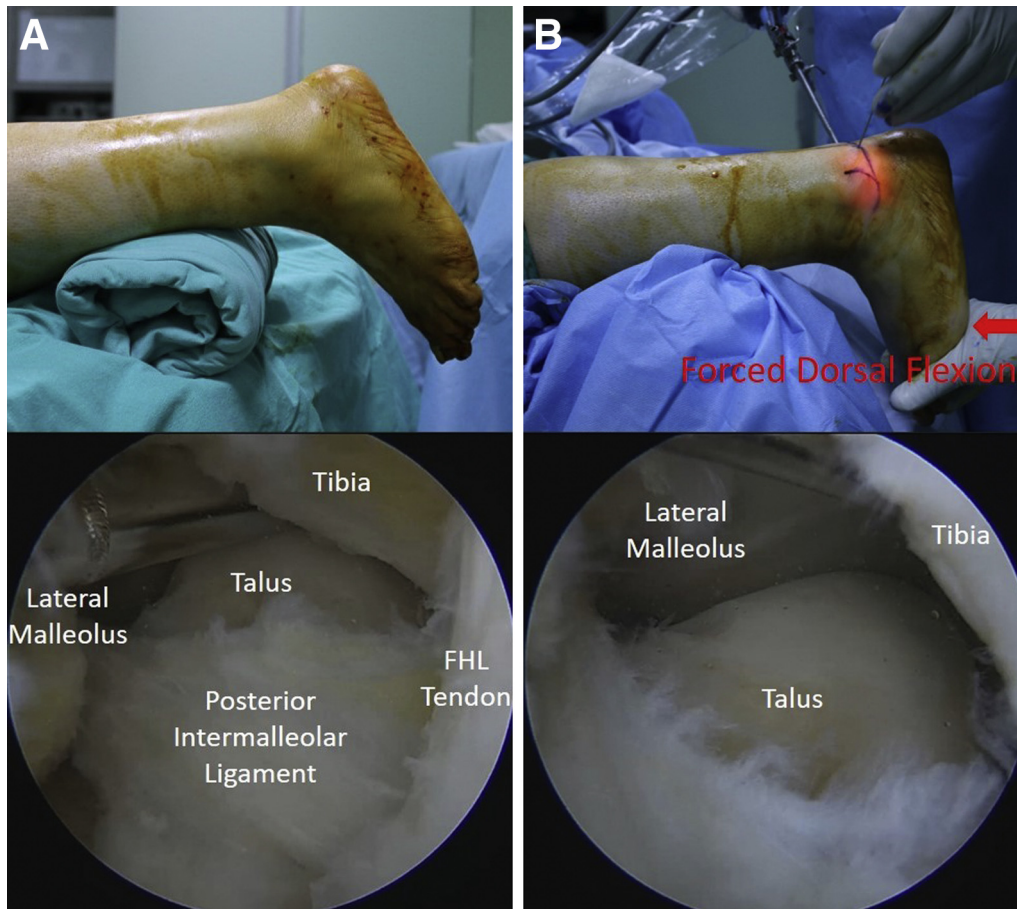 A
B
Forced Dorsal Flexion
Tibia
Talus
Lateral
Malleolus
FHL
Tendon
Posterior
Intermalleolar
Ligament
Lateral
Malleolus
Tibia
Talus